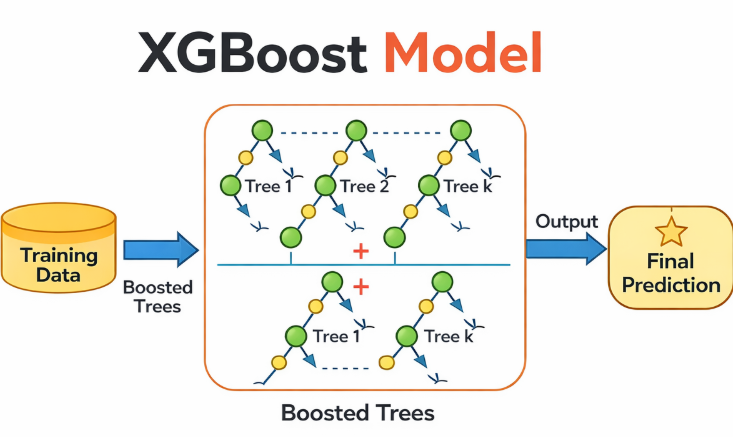 XGBoost Model
Tree 1
Tree 2
Tree k
+
+
Tree 1
Tree k
Training
Data
Boosted
Trees
Output
Final
Prediction
Boosted Trees